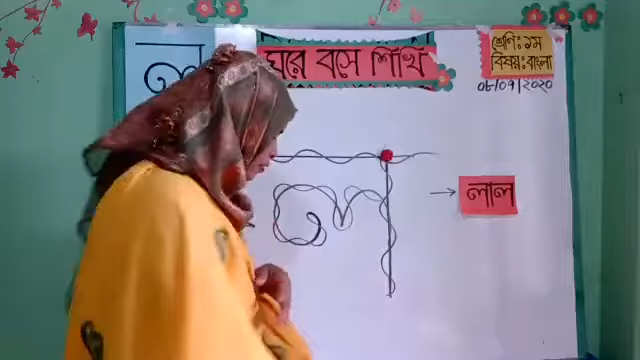 ঘরে বসে শিখি
শ্রেণি:১ম
বিষয়:বাংলা
০৮/০৭/২০২০
ল
ল
→ লাল